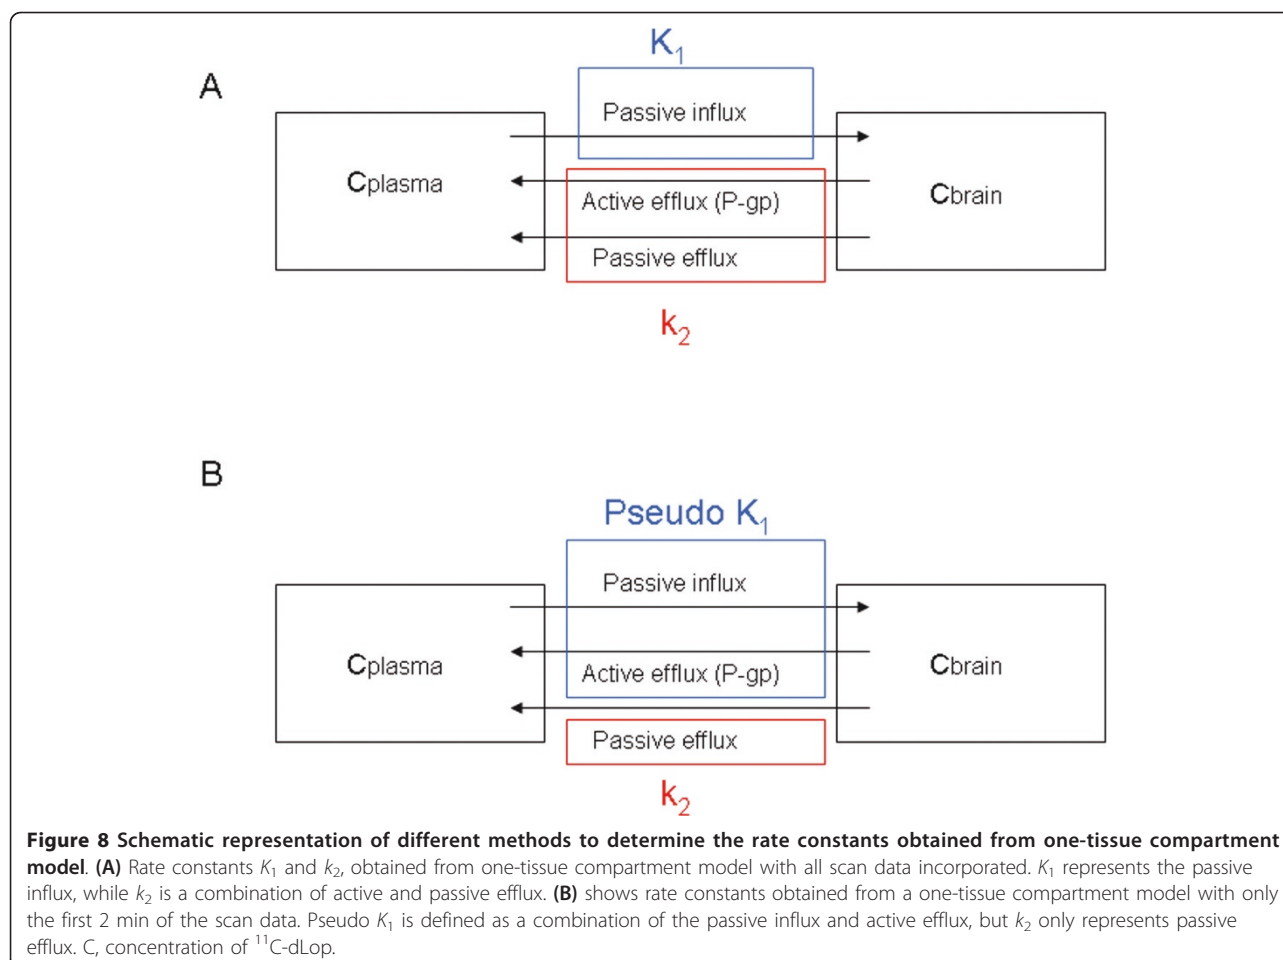 K₁
A
Passive influx
Cplasma
Active efflux (P-gp)
Cbrain
Passive efflux
k₂
B
Pseudo K₁
Passive influx
Cplasma
Active efflux (P-gp)
Cbrain
Passive efflux
k₂
Figure 8 Schematic representation of different methods to determine the rate constants obtained from one-tissue compartment
model. (A) Rate constants K₁ and k₂, obtained from one-tissue compartment model with all scan data incorporated. K₁ represents the passive
influx, while k₂ is a combination of active and passive efflux. (B) shows rate constants obtained from a one-tissue compartment model with only
the first 2 min of the scan data. Pseudo K₁ is defined as a combination of the passive influx and active efflux, but k₂ only represents passive
efflux. C, concentration of ¹¹C-dLop.